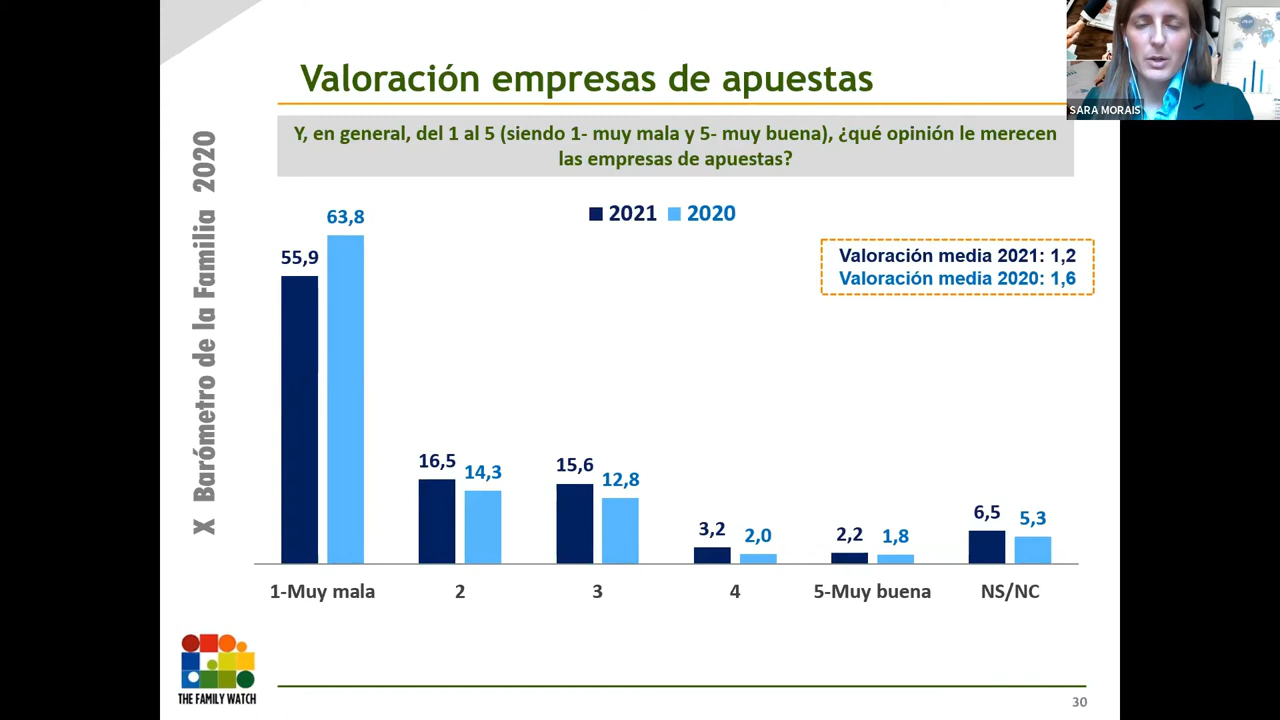 Valoración empresas de apuestas
SARA MORAIS
Y, en general, del 1 al 5 (siendo 1- muy mala y 5- muy buena), ¿qué opinión le merecen
las empresas de apuestas?
X Barómetro de la Familia 2020
2021 2020
Valoración media 2021: 1,2
Valoración media 2020: 1,6
55,9 63,8
16,5 14,3
15,6 12,8
3,2 2,0
2,2 1,8
6,5 5,3
1-Muy mala 2 3 4 5-Muy buena NS/NC
THE FAMILY WATCH
30